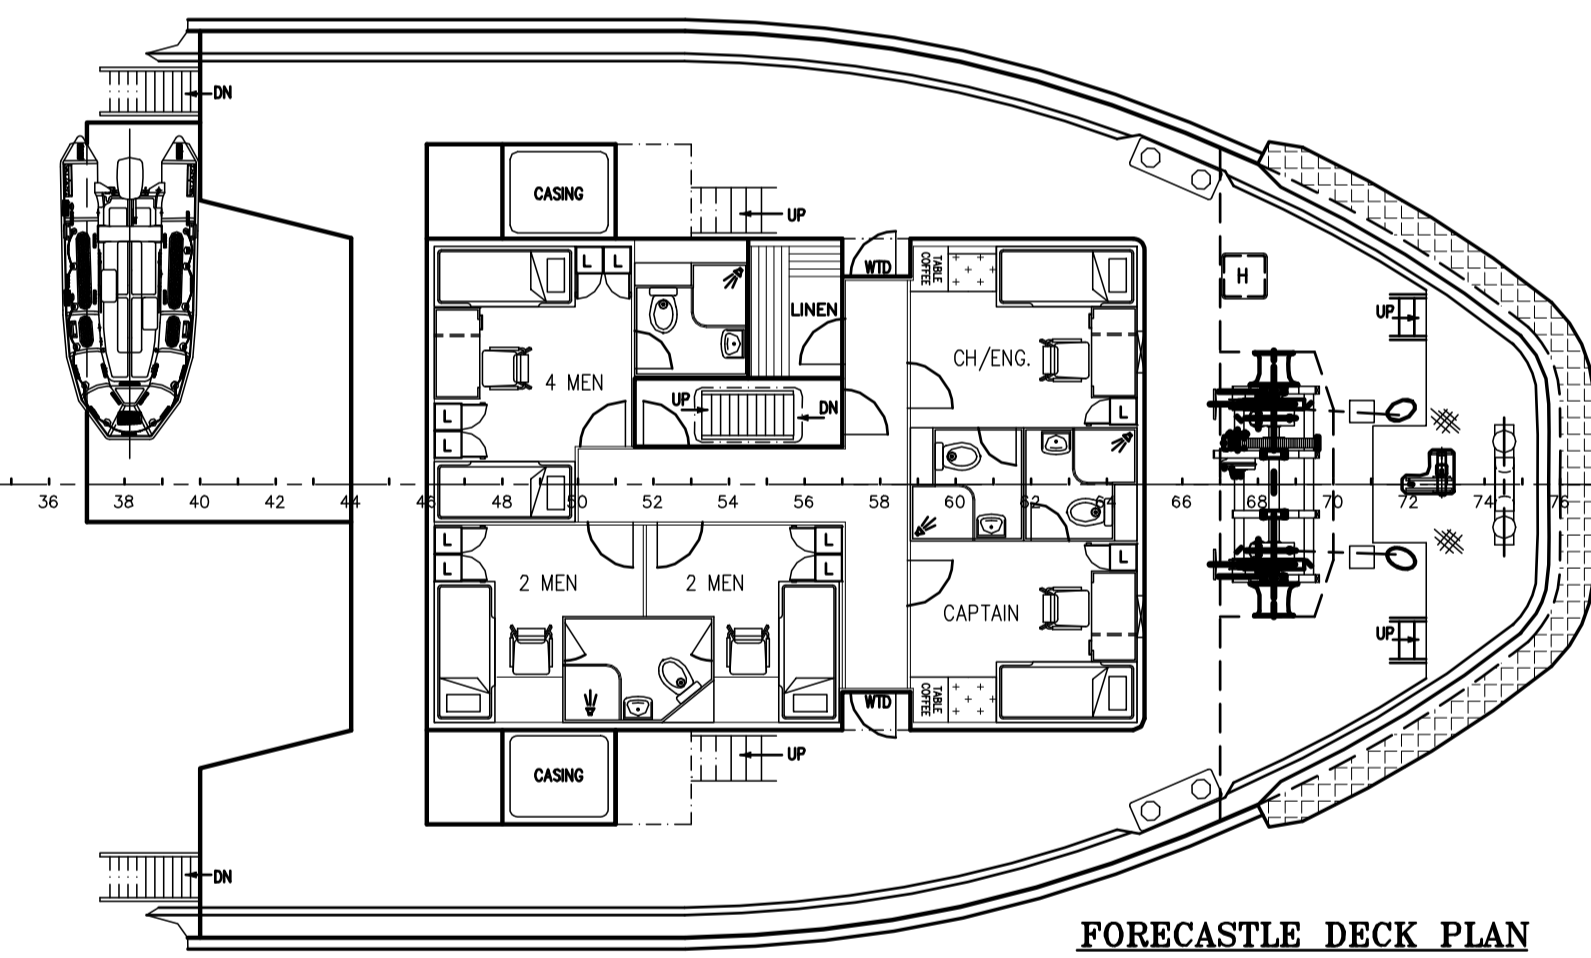 DN
CASING
UP
WTD
TABLE
COFFEE
L
L
LINEN
H
UP
CH/ENG.
4 MEN
UP
DN
L
L
L
36
38
40
42
44
46
48
50
52
54
56
58
60
62
64
66
68
70
72
74
76
L
L
L
L
L
2 MEN
2 MEN
CAPTAIN
UP
WTD
TABLE
COFFEE
CASING
UP
DN
FORECASTLE DECK PLAN